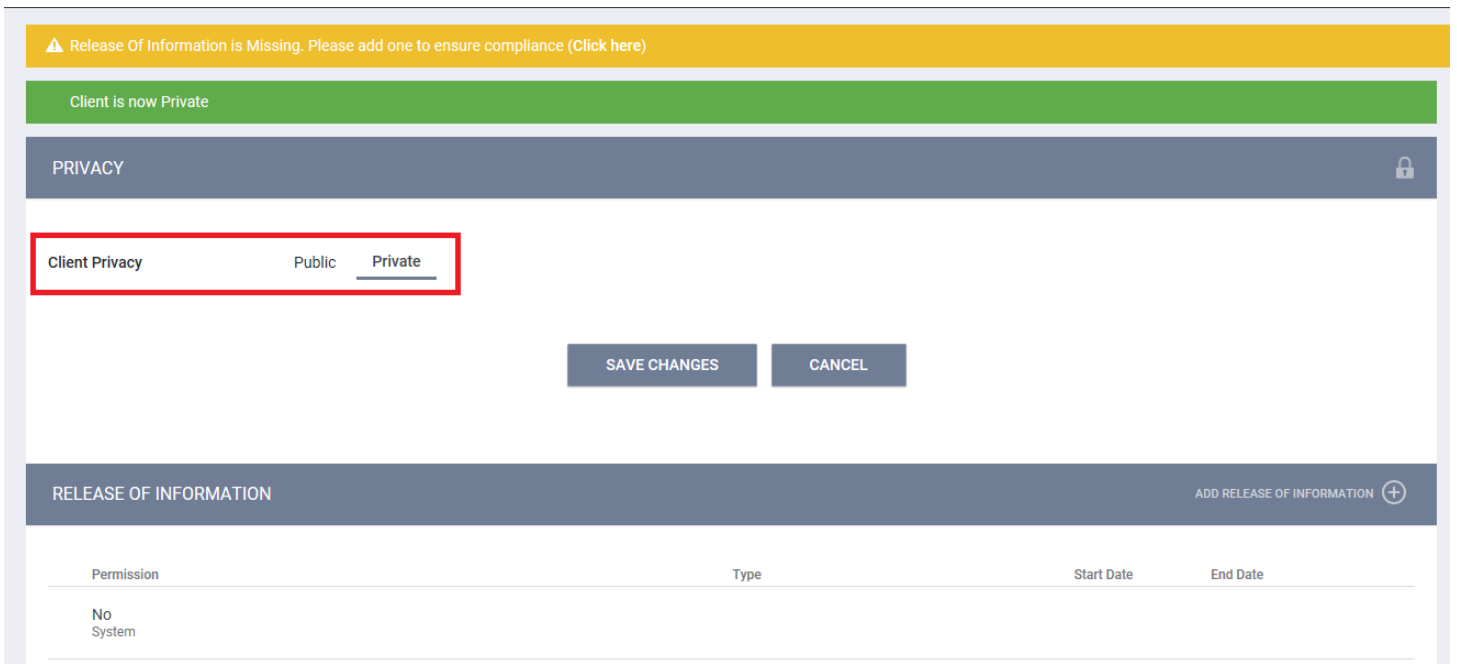 Release Of Information is Missing. Please add one to ensure compliance (Click here)
Client is now Private
PRIVACY
Client Privacy Public Private
SAVE CHANGES CANCEL
RELEASE OF INFORMATION ADD RELEASE OF INFORMATION
Permission Type Start Date End Date
No
System